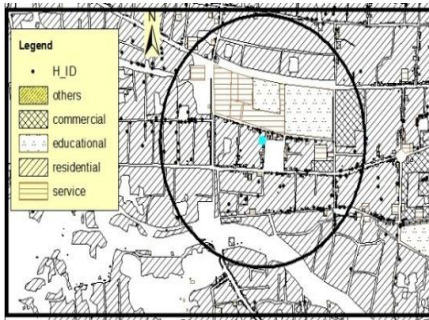 N
Legend
H_ID
others
commercial
educational
residential
service